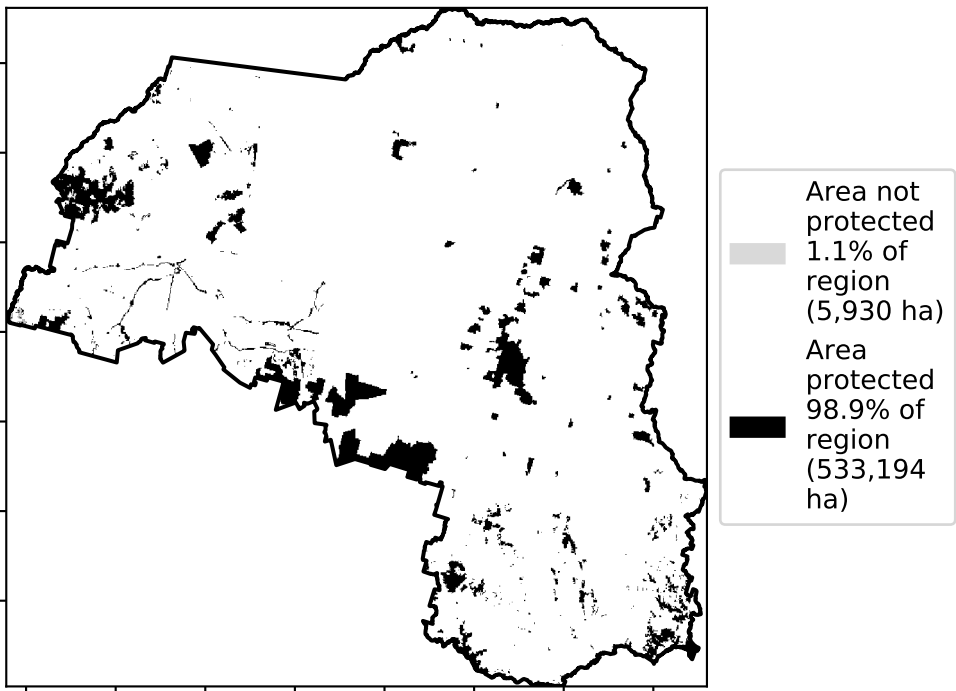 Area not
protected
1.1% of
region
(5,930 ha)
Area
protected
98.9% of
region
(533,194
ha)